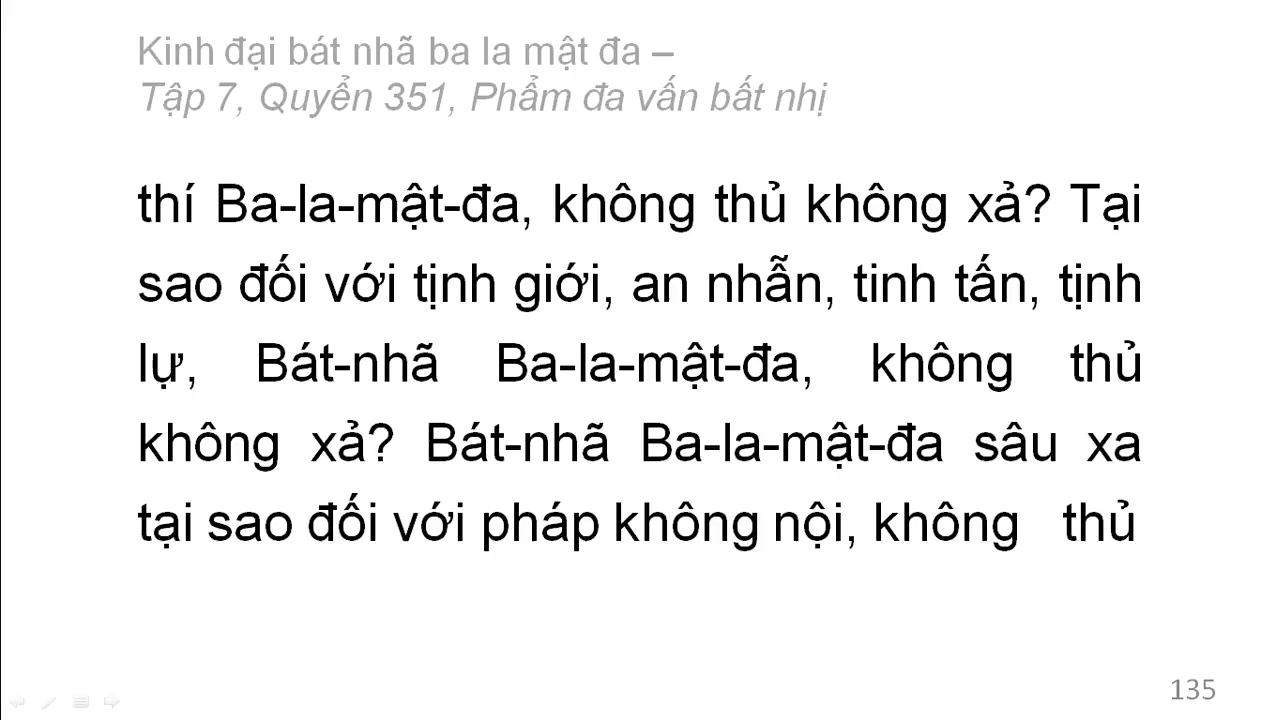 Kinh đại bát nhã ba la mật đa –
Tập 7, Quyển 351, Phẩm đa vấn bất nhị
thí Ba-la-mật-đa, không thủ không xả? Tại
sao đối với tịnh giới, an nhẫn, tinh tấn, tịnh
lự, Bát-nhã Ba-la-mật-đa, không thủ
không xả? Bát-nhã Ba-la-mật-đa sâu xa
tại sao đối với pháp không nội, không thủ
135